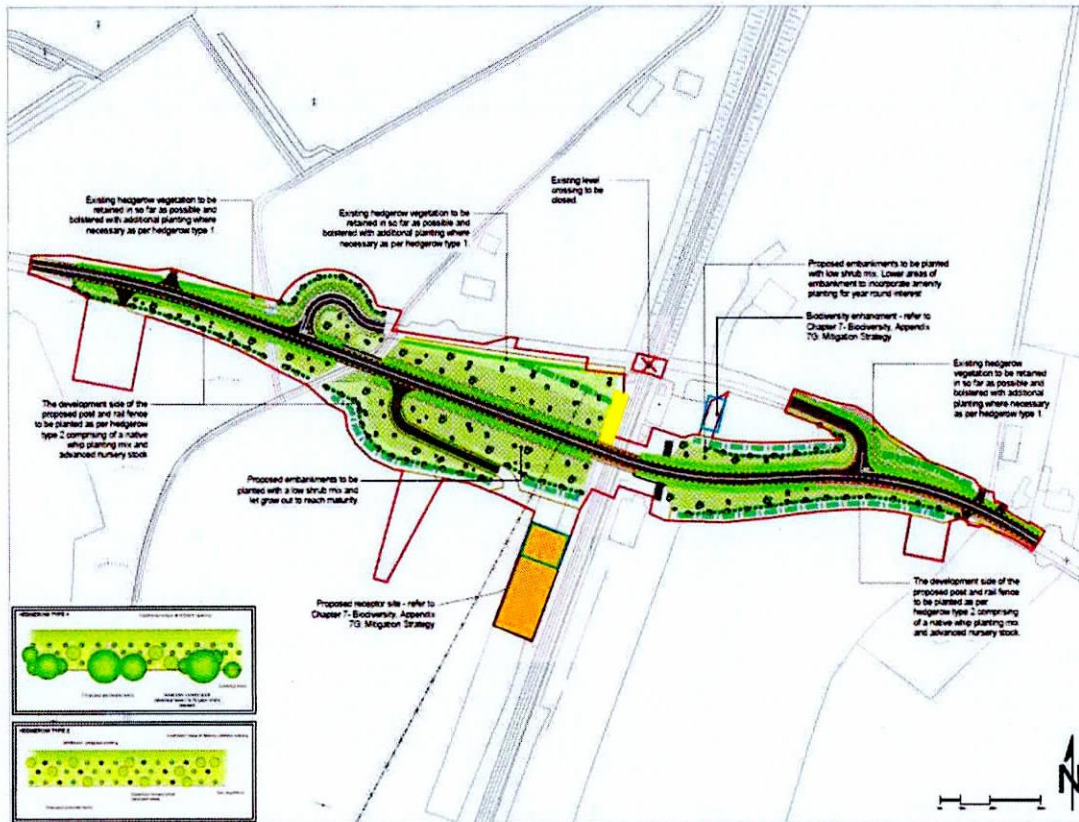 Existing level
crossing to be
closed.
Existing hedgerow vegetation to be
retained in so far as possible and
bolstered with additional planting where
necessary as per hedgerow type 1.
Existing hedgerow vegetation to be
retained in so far as possible and
bolstered with additional planting where
necessary as per hedgerow type 1.
Proposed embankments to be planted
with low shrub mix. Lower areas of
embankment to incorporate amenity
planting for year round interest
Biodiversity enhancment - refer to
Chapter 7- Biodiversity, Appendix
7G: Mitigation Strategy
Existing hedgerow
vegetation to be retained
in so far as possible and
bolstered with additional
planting where necessary
as per hedgerow type 1.
The development side of the
proposed post and rail fence
to be planted as per hedgerow
type 2 comprising of a native
whip planting mix and
advanced nursery stock
Proposed embankments to be
planted with a low shrub mix and
let grow out to reach maturity.
Proposed receptor site - refer to
Chapter 7- Biodiversity, Appendix
7G: Mitigation Strategy
The development side of the
proposed post and rail fence
to be planted as per
hedgerow type 2 comprising
of a native whip planting mix
and advanced nursery stock.
HEDGEROW TYPE 1
HEDGEROW TYPE 2
N